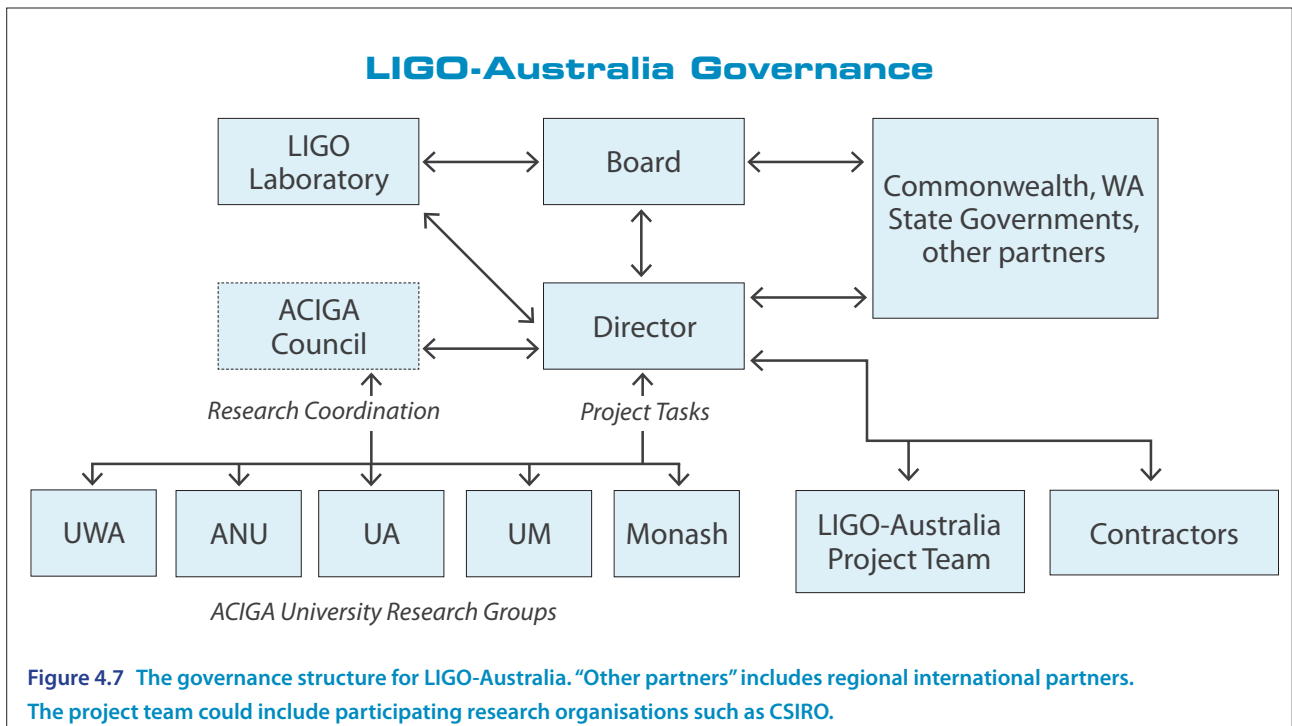 LIGO-Australia Governance
LIGO
Laboratory
Board
Commonwealth, WA
State Governments,
other partners
ACIGA
Council
Director
Research Coordination
Project Tasks
UWA
ANU
UA
UM
Monash
LIGO-Australia
Project Team
Contractors
ACIGA University Research Groups
Figure 4.7 The governance structure for LIGO-Australia. “Other partners” includes regional international partners.
The project team could include participating research organisations such as CSIRO.